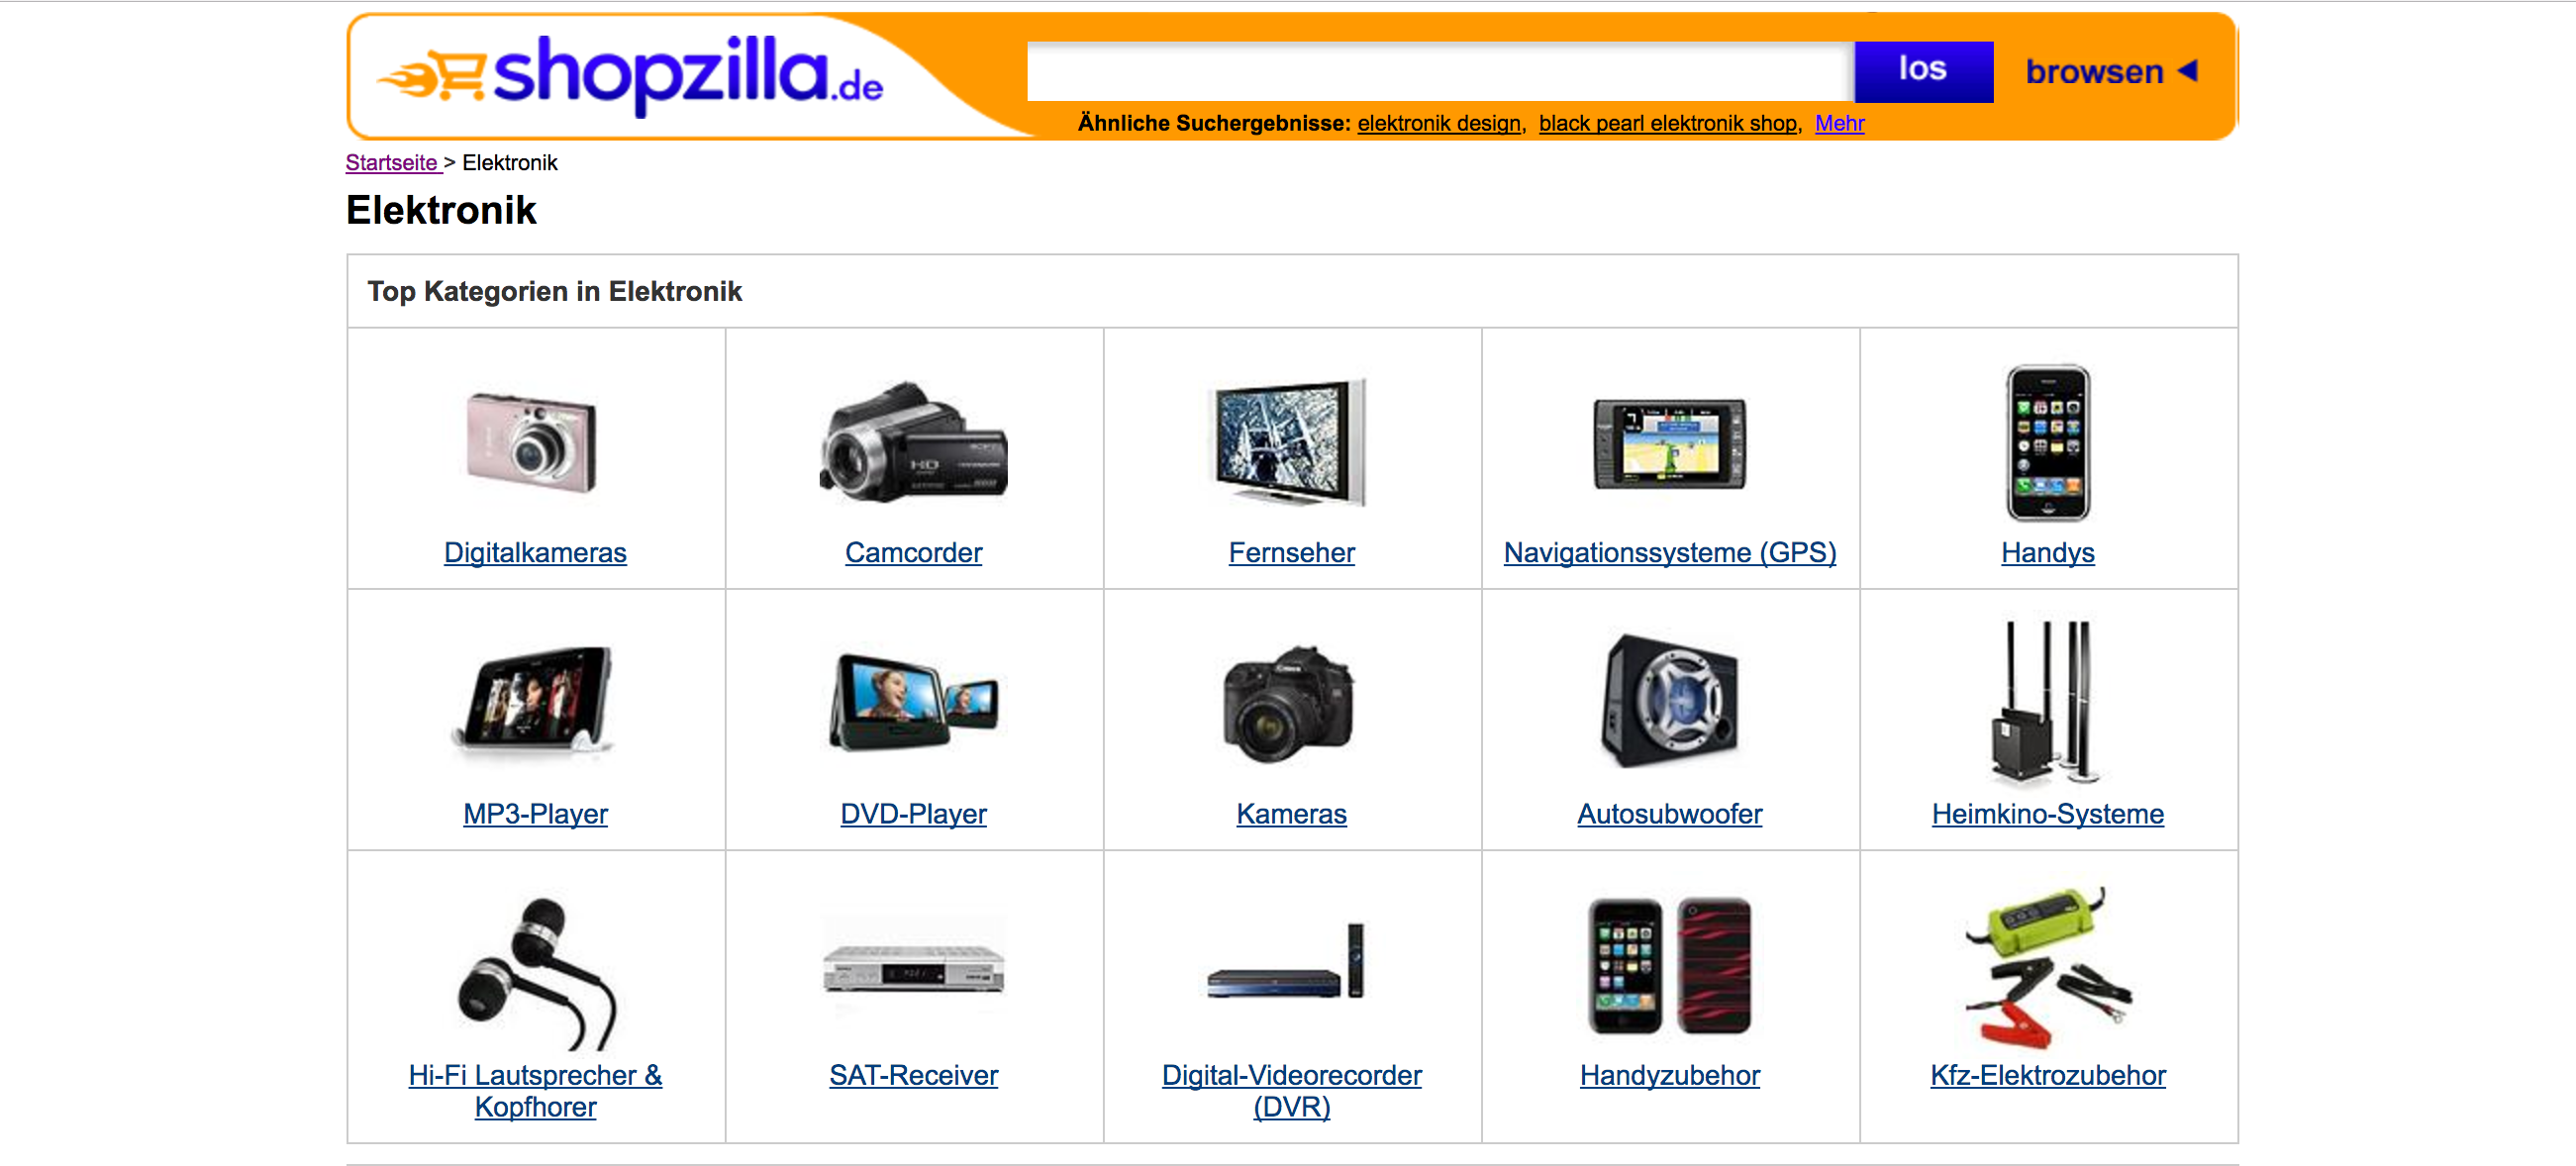 shopzilla.de
los
browsen
Ähnliche Suchergebnisse: elektronik design, black pearl elektronik shop, Mehr
Startseite > Elektronik
Elektronik
Top Kategorien in Elektronik
Digitalkameras
Camcorder
Fernseher
Navigationssysteme (GPS)
Handys
MP3-Player
DVD-Player
Kameras
Autosubwoofer
Heimkino-Systeme
Hi-Fi Lautsprecher &
Kopfhorer
SAT-Receiver
Digital-Videorecorder
(DVR)
Handyzubehor
Kfz-Elektrozubehor